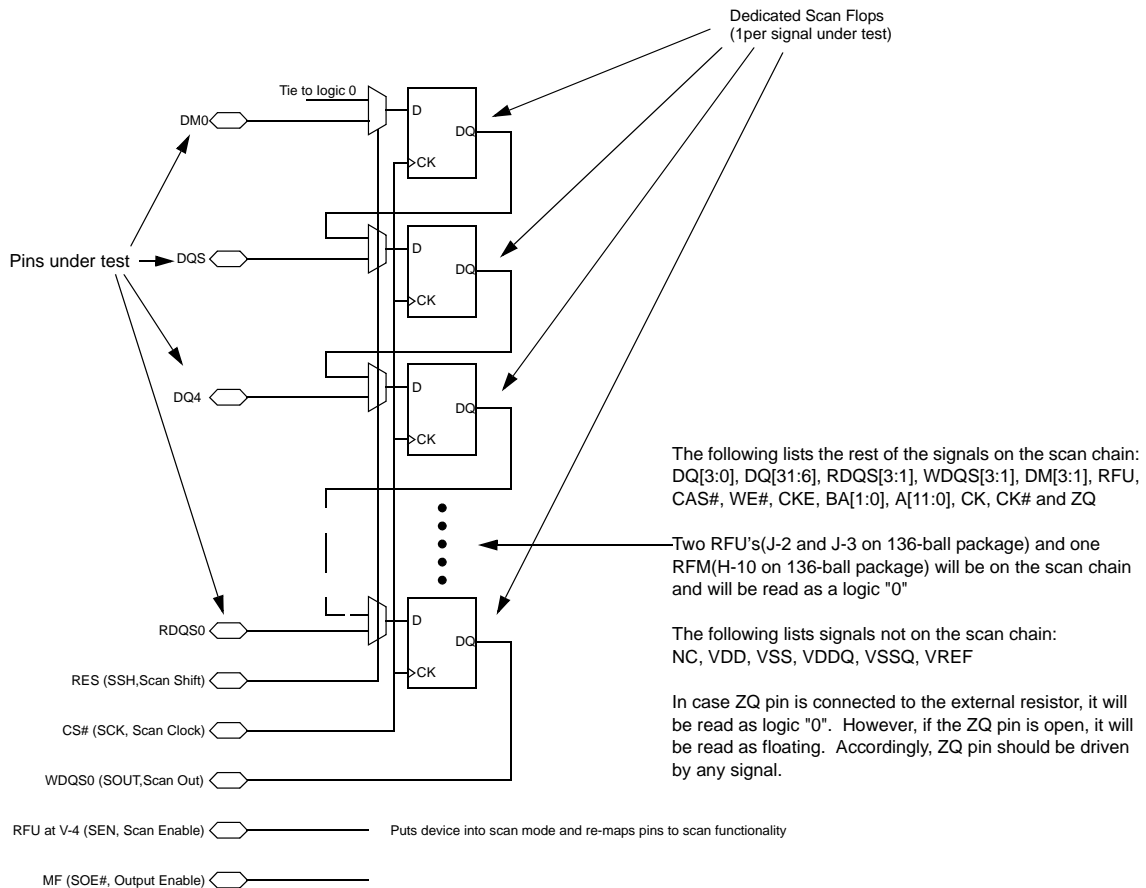 Dedicated Scan Flops
(1per signal under test)
Tie to logic 0
D
DM0
DQ
CK
D
Pins under test
DQS
DQ
CK
D
DQ4
DQ
CK
The following lists the rest of the signals on the scan chain:
DQ[3:0], DQ[31:6], RDQS[3:1], WDQS[3:1], DM[3:1], RFU,
CAS#, WE#, CKE, BA[1:0], A[11:0], CK, CK# and ZQ
Two RFU's(J-2 and J-3 on 136-ball package) and one
RFM(H-10 on 136-ball package) will be on the scan chain
and will be read as a logic "0"
The following lists signals not on the scan chain:
NC, VDD, VSS, VDDQ, VSSQ, VREF
In case ZQ pin is connected to the external resistor, it will
be read as logic "0". However, if the ZQ pin is open, it will
be read as floating. Accordingly, ZQ pin should be driven
by any signal.
D
RDQS0
DQ
CK
RES (SSH,Scan Shift)
CS# (SCK, Scan Clock)
WDQS0 (SOUT,Scan Out)
RFU at V-4 (SEN, Scan Enable)
Puts device into scan mode and re-maps pins to scan functionality
MF (SOE#, Output Enable)